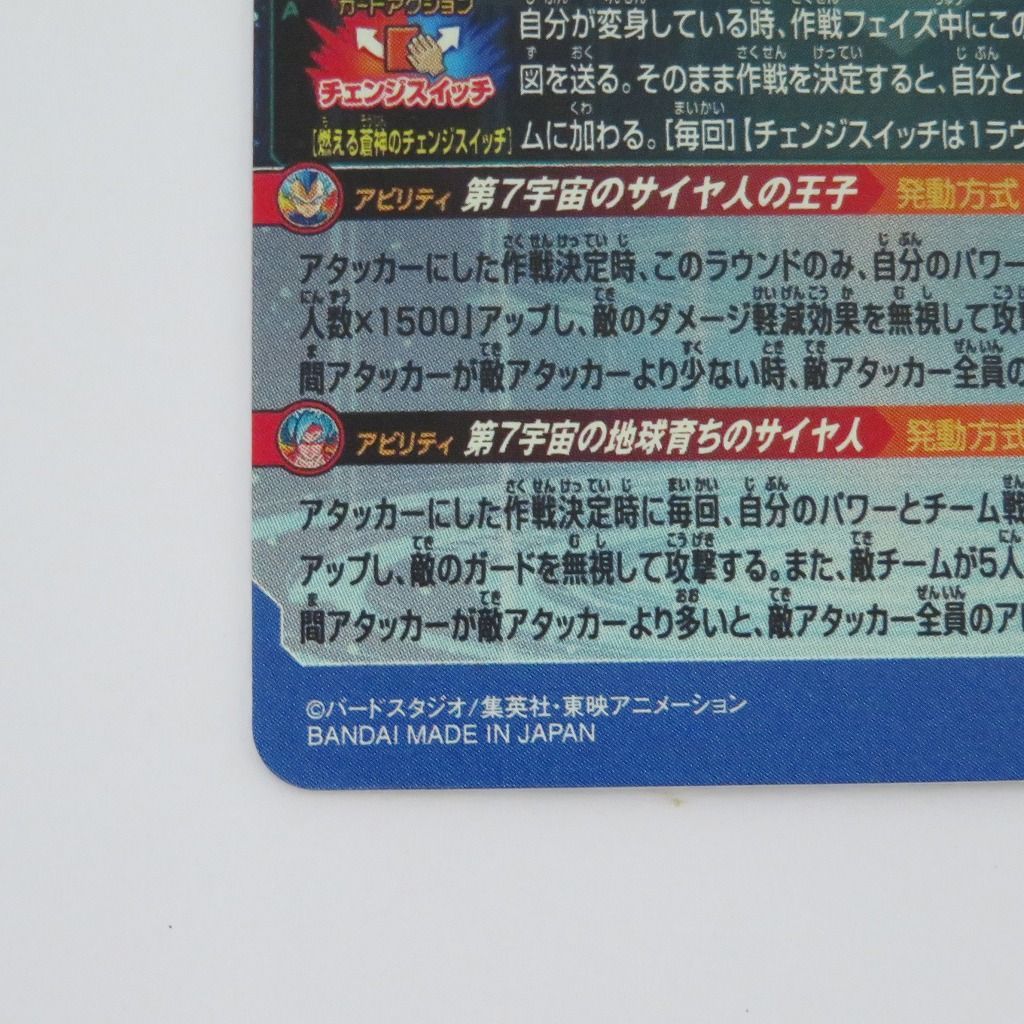 カードアクション
チェンジスイッチ
[燃える蒼神のチェンジスイッチ]
自分が変身している時、作戦フェイズ中にこの
図を送る。そのまま作戦を決定すると、自分と
ムに加わる。[毎回]【チェンジスイッチは1ラウ
アビリティ 第7宇宙のサイヤ人の王子 発動方式
アタッカーにした作戦決定時、このラウンドのみ、自分のパワー
人数×1500」アップし、敵のダメージ軽減効果を無視して攻撃
間アタッカーが敵アタッカーより少ない時、敵アタッカー全員の
アビリティ 第7宇宙の地球育ちのサイヤ人 発動方式
アタッカーにした作戦決定時に毎回、自分のパワーとチーム戦
アップし、敵のガードを無視して攻撃する。また、敵チームが5人
間アタッカーが敵アタッカーより多いと、敵アタッカー全員のアビ
©バードスタジオ/集英社・東映アニメーション
BANDAI MADE IN JAPAN